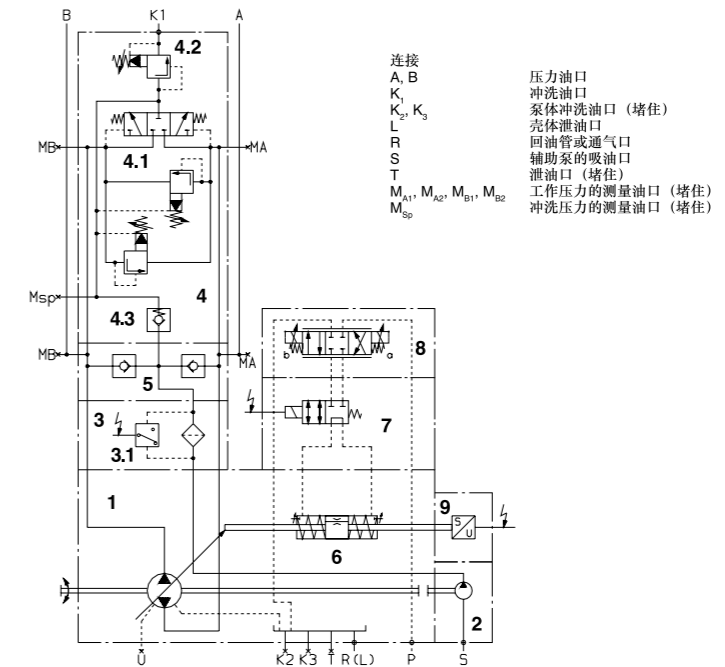 B K1 A
4.2
MB MA
4.1
Msp
4
4.3
MB MA
5
3
3.1
1
b a
8
7
9
S
U
6
2
U K2 K3 T R(L) P S
连接
A, B 压力油口
K1 冲洗油口
K2, K3 泵体冲洗油口（堵住）
L 壳体泄油口
R 回油管或通气口
S 辅助泵的吸油口
T 泄油口（堵住）
MA1, MA2, MB1, MB2 工作压力的测量油口（堵住）
MSp 冲洗压力的测量油口（堵住）